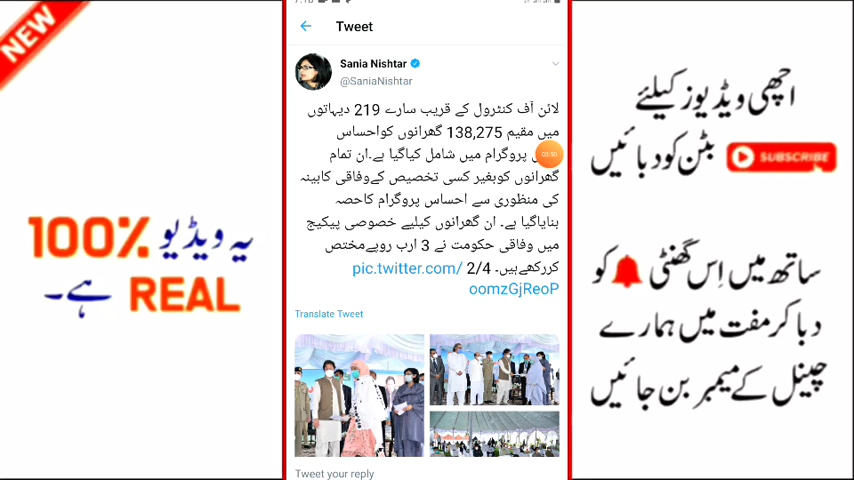 NEW
100% یہ ویڈیو
REAL ہے۔
Tweet
Sania Nishtar
@SaniaNishtar
لائن آف کنٹرول کے قریب سارے 219 دیہاتوں
میں مقیم 138,275 گھرانوں کواحساس
پروگرام میں شامل کیاگیا ہے۔ان تمام
گھرانوں کوبغیر کسی تخصیص کےوفاقی کابینہ
کی منظوری سے احساس پروگرام کاحصہ
بنایاگیا ہے۔ ان گھرانوں کیلیے خصوصی پیکیج
میں وفاقی حکومت نے 3 ارب روپےمختص
کررکھےہیں۔ 2/4 pic.twitter.com/
oomzGjReoP
Translate Tweet
Tweet your reply
اچھی ویڈیوز کیلئے
SUBSCRIBE بٹن کو دبائیں
ساتھ میں اِس گھنٹی کو
دبا کر مفت میں ہمارے
چینل کے میمبر بن جائیں